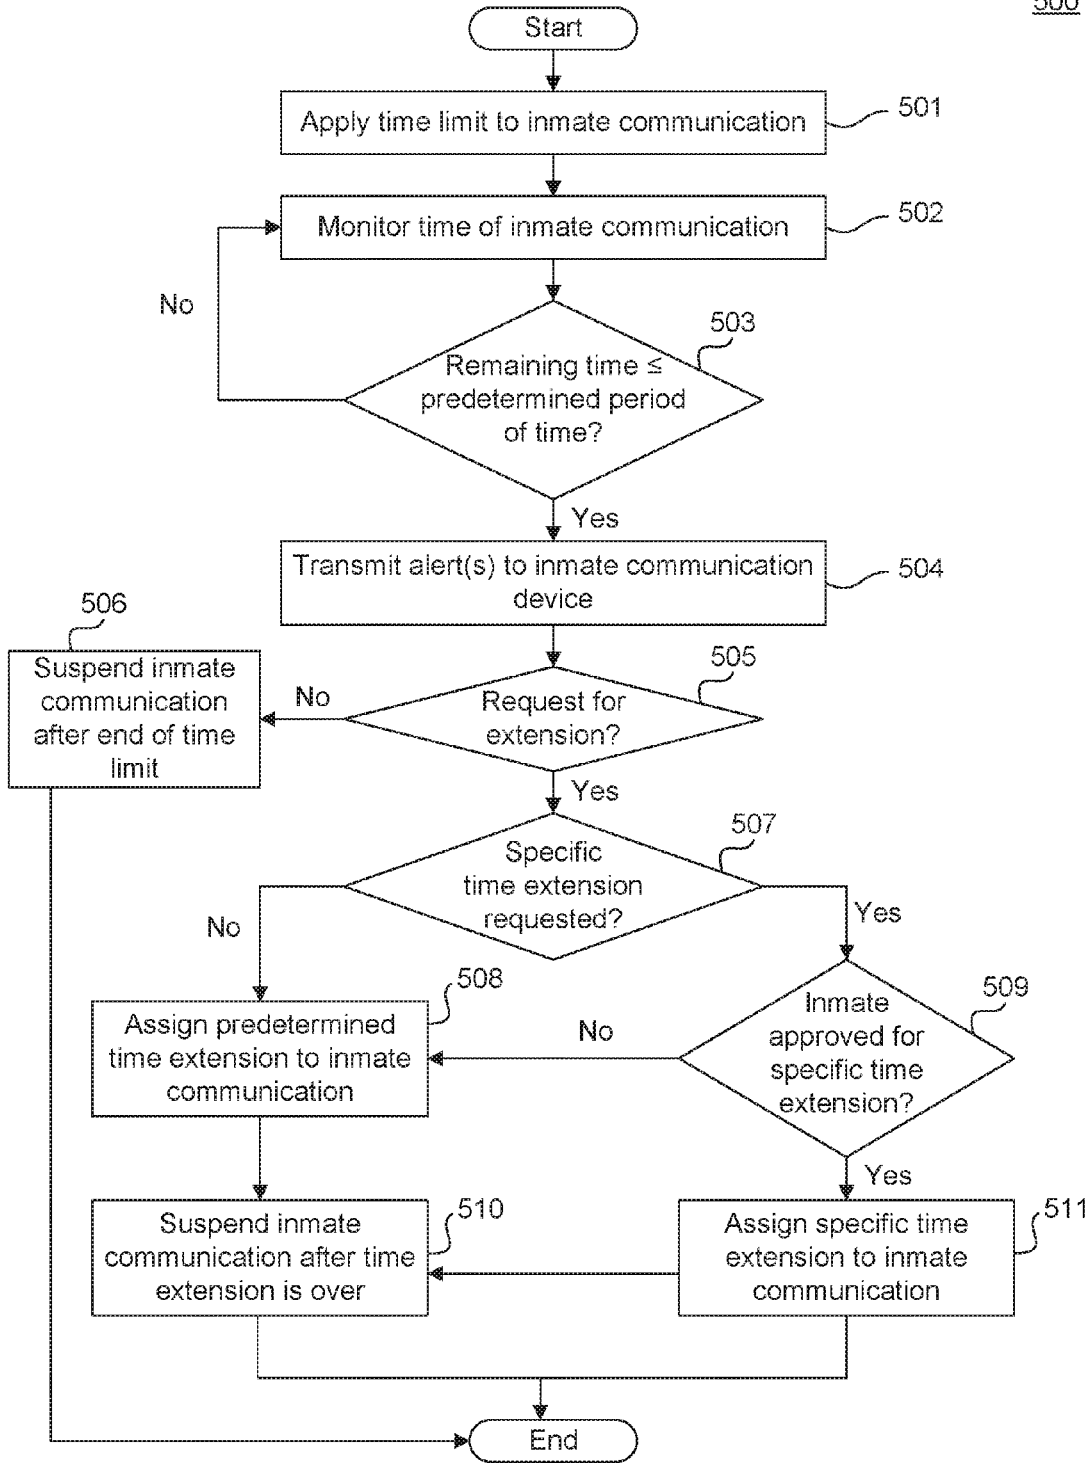 500
Start
Apply time limit to inmate communication
501
Monitor time of inmate communication
502
No
503
Remaining time ≤
predetermined period
of time?
Yes
Transmit alert(s) to inmate communication
device
504
506
Suspend inmate
communication
after end of time
limit
No
505
Request for
extension?
Yes
507
Specific
time extension
requested?
No
Yes
508
Assign predetermined
time extension to inmate
communication
No
509
Inmate
approved for
specific time
extension?
Yes
510
Suspend inmate
communication after time
extension is over
511
Assign specific time
extension to inmate
communication
End